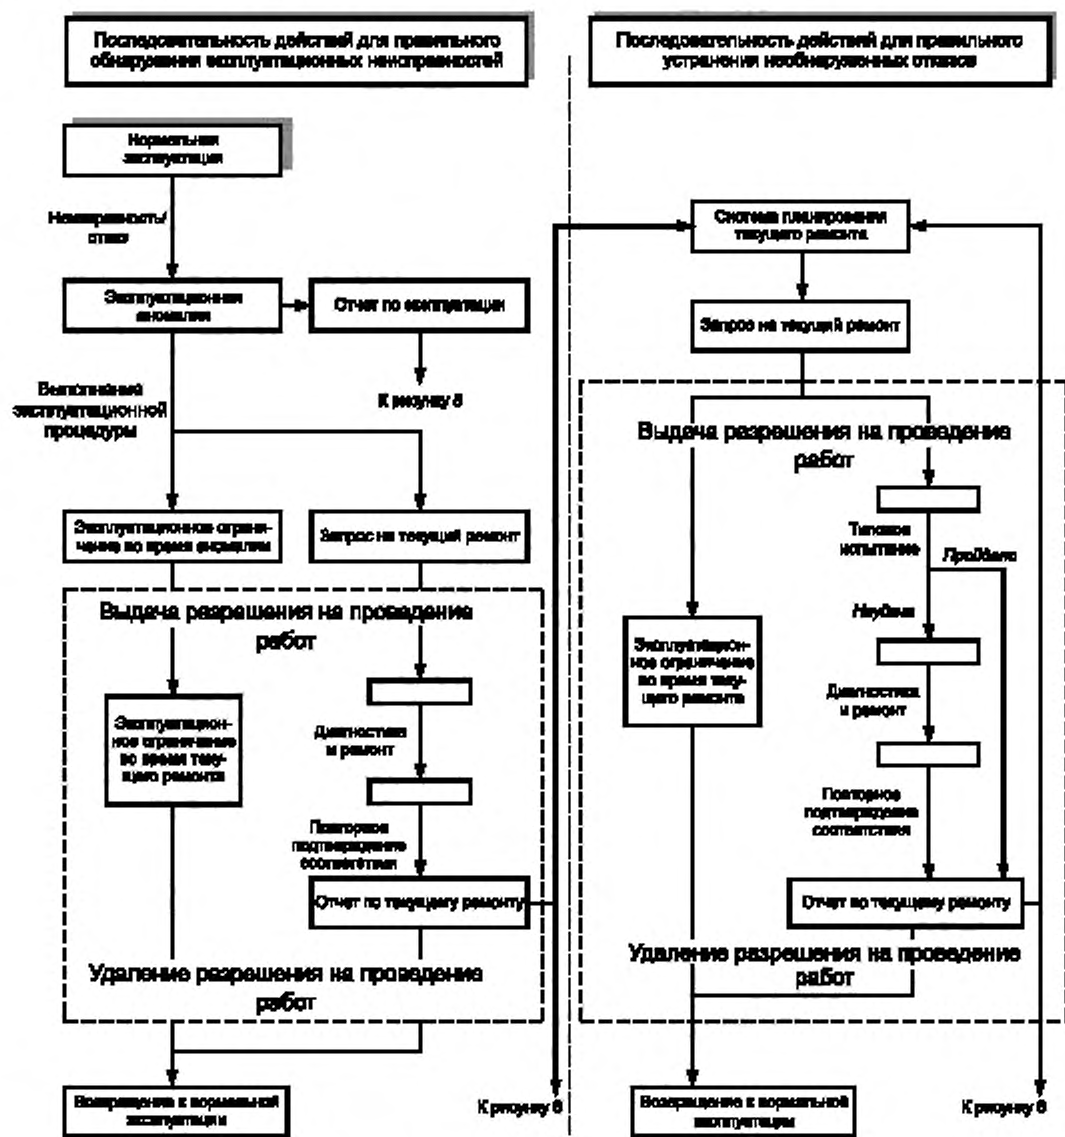 Последовательность действий для правильного
обнаружения эксплуатационных неисправностей
Нормальная
эксплуатация
Неисправность/
отказ
Эксплуатационная
аномалия
Отчет по эксплуатации
К рисунку
Выполнение
эксплуатационной
процедуры
Эксплуатационное ограни-
чение во время аномалии
Запрос на текущий ремонт
Выдача разрешения на проведение
работ
Эксплуатацион-
ное ограничение
во время теку-
щего ремонта
Диагностика
и ремонт
Повторное
подтверждение
соответствия
Отчет по текущему ремонту
Удаление разрешения на проведение
работ
Возвращение к нормальной
эксплуатации
К рисунку 6
Последовательность действий для правильного
устранения необнаруженных отказов
Система планирования
текущего ремонта
Запрос на текущий ремонт
Выдача разрешения на проведение
работ
Типовое
испытание
Пройдено
Неудача
Эксплуатацион-
ное ограничение
во время теку-
щего ремонта
Диагностика
и ремонт
Повторное
подтверждение
соответствия
Отчет по текущему ремонту
Удаление разрешения на проведение
работ
Возвращение к нормальной
эксплуатации
К рисунку 6